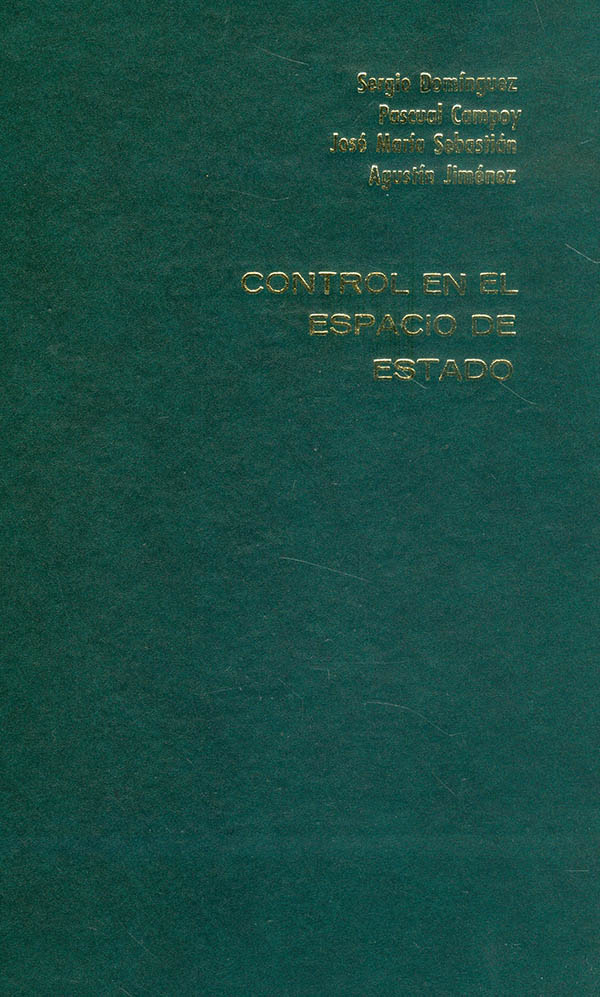 Sergio Domínguez
Pascual Campoy
José María Sebastián
Agustín Jiménez
CONTROL EN EL
ESPACIO DE
ESTADO